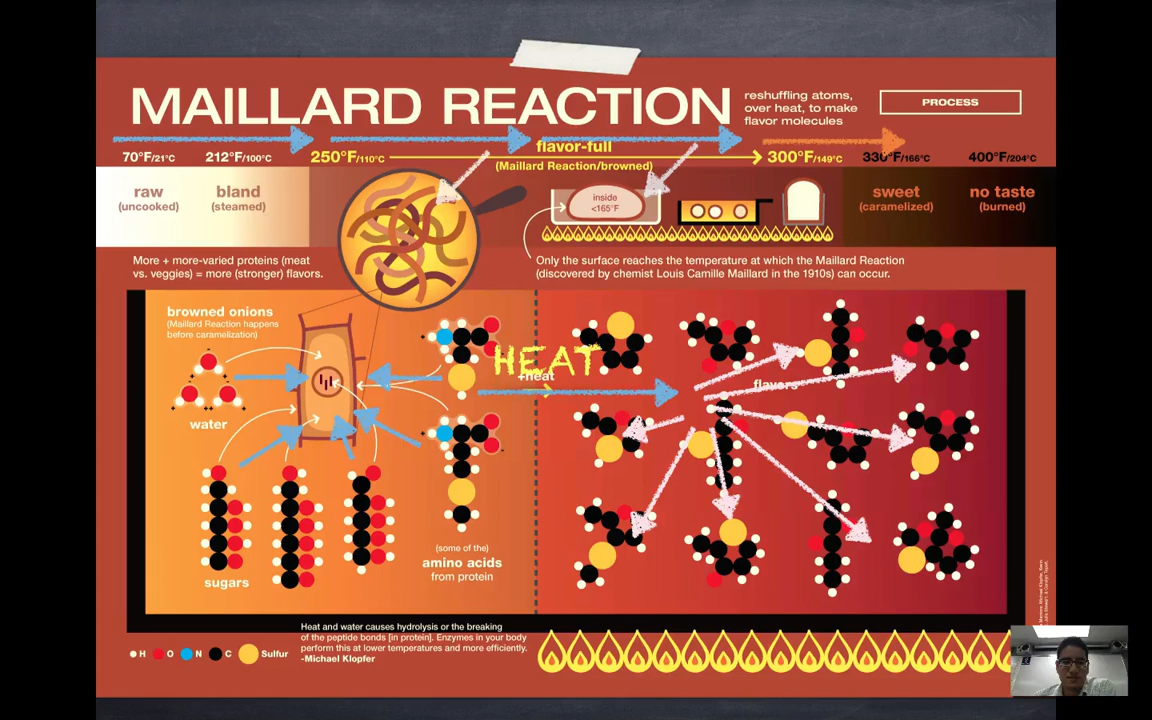 MAILLARD REACTION
reshuffling atoms,
over heat, to make
flavor molecules
PROCESS
70°F/21°C
212°F/100°C
250°F/110°C
flavor-full
(Maillard Reaction/browned)
300°F/149°C
330°F/166°C
400°F/204°C
raw
(uncooked)
bland
(steamed)
inside
<165°F
sweet
(caramelized)
no taste
(burned)
More + more-varied proteins (meat
vs. veggies) = more (stronger) flavors.
Only the surface reaches the temperature at which the Maillard Reaction
(discovered by chemist Louis Camille Maillard in the 1910s) can occur.
browned onions
(Maillard Reaction happens
before caramelization)
HEAT
+heat
flavors
water
sugars
(some of the)
amino acids
from protein
Heat and water causes hydrolysis or the breaking
of the peptide bonds [in protein]. Enzymes in your body
perform this at lower temperatures and more efficiently.
-Michael Klopfer
H O N C Sulfur